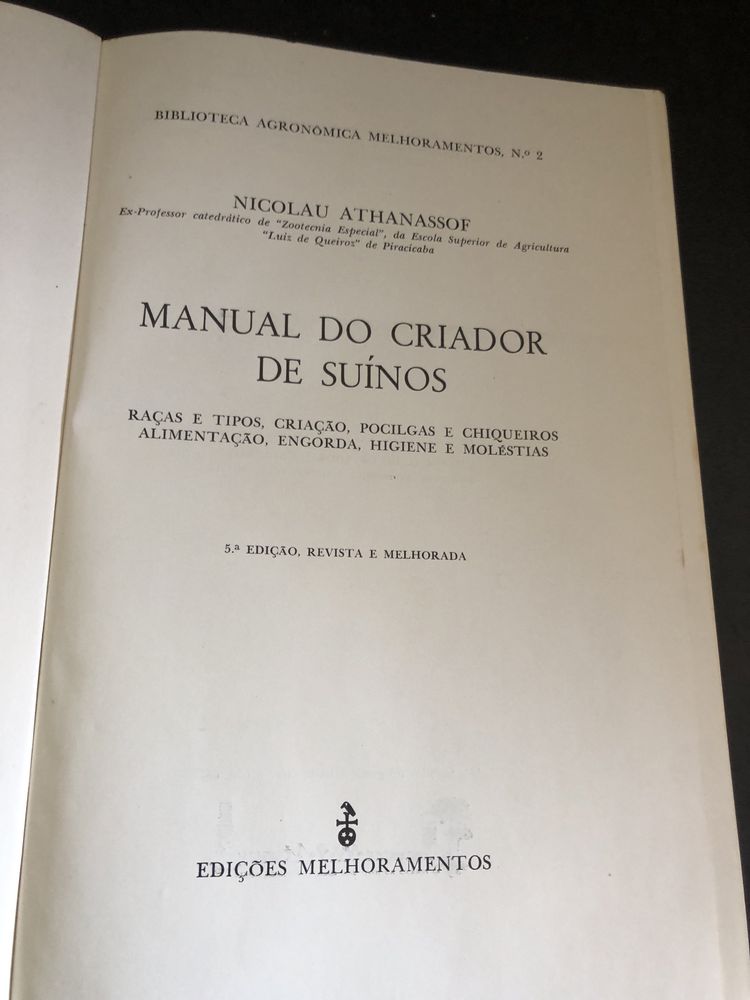 BIBLIOTECA AGRONÔMICA MELHORAMENTOS, N.º 2
NICOLAU ATHANASSOF
Ex-Professor catedrático de "Zootecnia Especial", da Escola Superior de Agricultura
"Luiz de Queiroz" de Piracicaba
MANUAL DO CRIADOR
DE SUÍNOS
RAÇAS E TIPOS, CRIAÇÃO, POCILGAS E CHIQUEIROS
ALIMENTAÇÃO, ENGORDA, HIGIENE E MOLÉSTIAS
5.ª EDIÇÃO, REVISTA E MELHORADA
EDIÇÕES MELHORAMENTOS